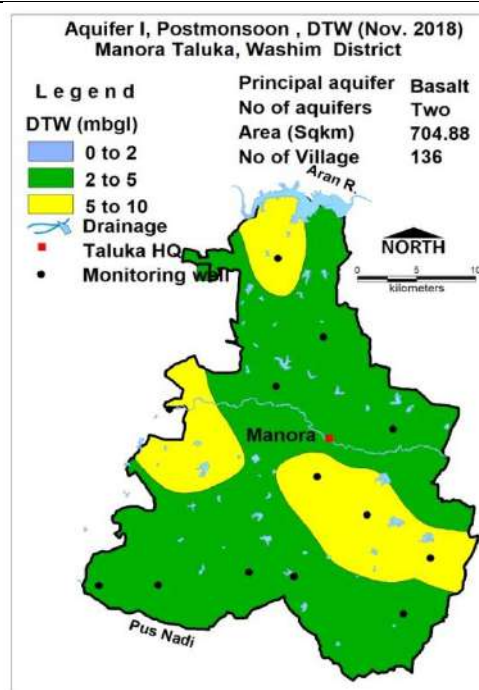 Aquifer I, Postmonsoon , DTW (Nov. 2018)
Manora Taluka, Washim District
Legend
DTW (mbgl)
0 to 2
2 to 5
5 to 10
Drainage
Taluka HQ
Monitoring well
Principal aquifer Basalt
No of aquifers Two
Area (Sqkm) 704.88
No of Village 136
Aran R.
NORTH
0 5 10
kilometers
Manora
Pus Nadi